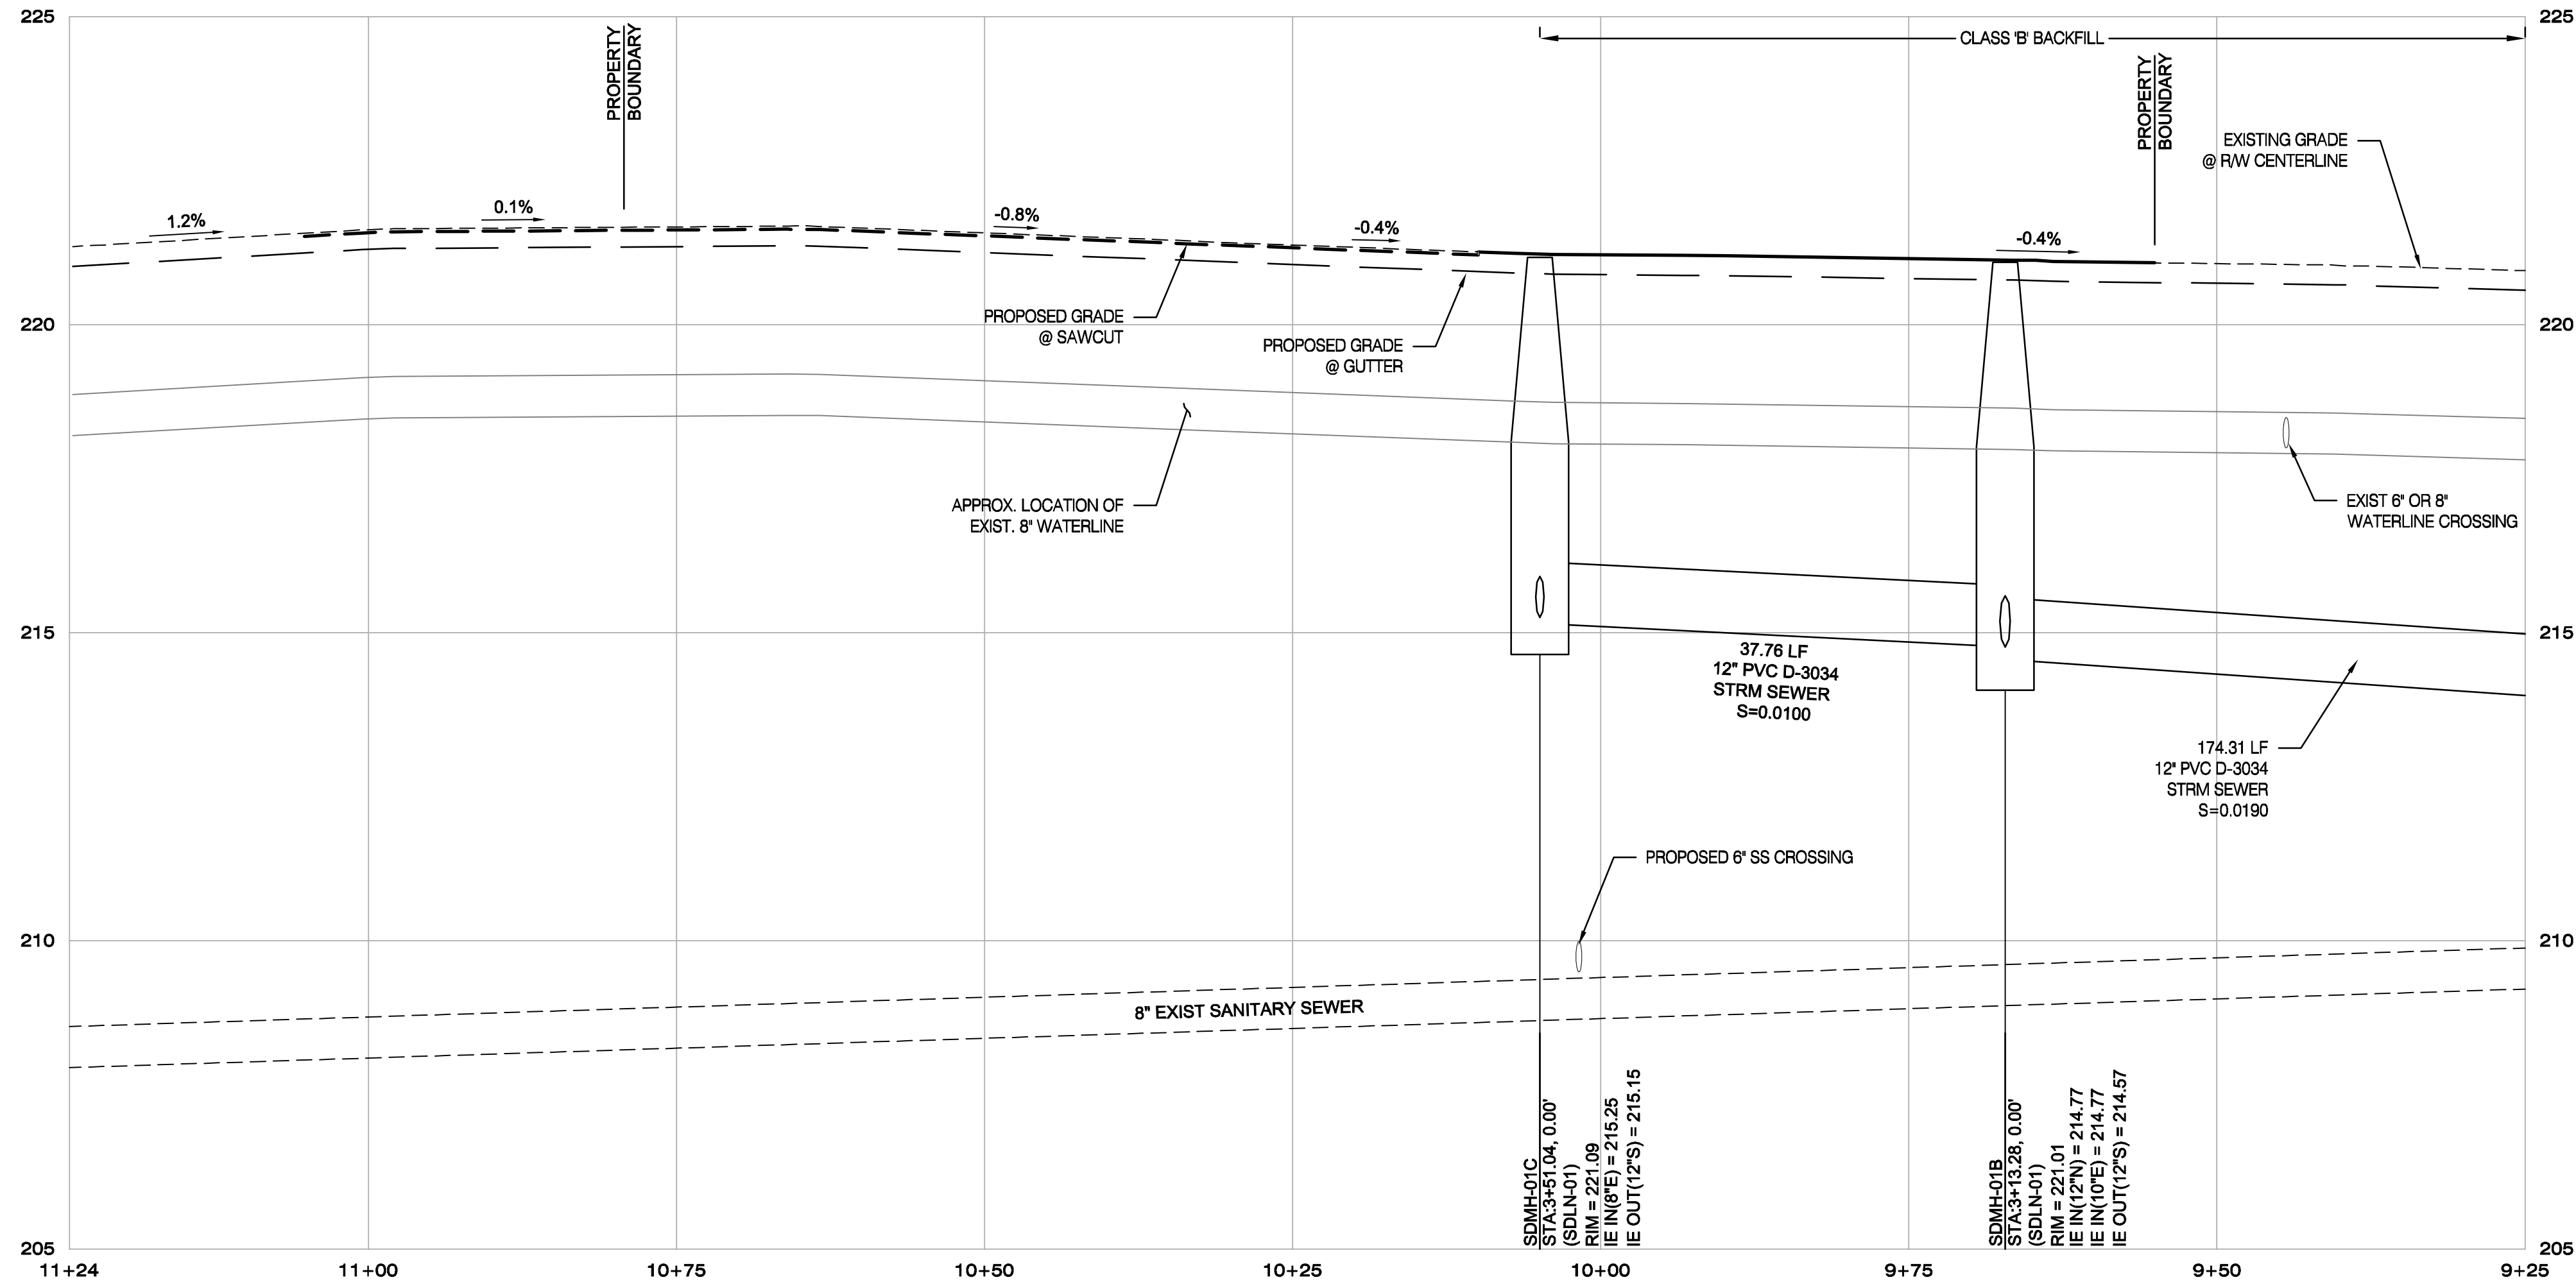 225
225
CLASS 'B' BACKFILL
PROPERTY
BOUNDARY
PROPERTY
BOUNDARY
EXISTING GRADE
@ R/W CENTERLINE
1.2%
0.1%
-0.8%
-0.4%
-0.4%
PROPOSED GRADE
@ SAWCUT
PROPOSED GRADE
@ GUTTER
220
220
APPROX. LOCATION OF
EXIST. 8" WATERLINE
EXIST 6" OR 8"
WATERLINE CROSSING
215
215
37.76 LF
12" PVC D-3034
STRM SEWER
S=0.0100
174.31 LF
12" PVC D-3034
STRM SEWER
S=0.0190
PROPOSED 6" SS CROSSING
210
210
8" EXIST SANITARY SEWER
SDMH-01C
STA:3+51.04, 0.00'
(SDLN-01)
RIM = 221.09
IE IN(8"E) = 215.25
IE OUT(12"S) = 215.15
SDMH-01B
STA:3+13.28, 0.00'
(SDLN-01)
RIM = 221.01
IE IN(12"N) = 214.77
IE IN(10"E) = 214.77
IE OUT(12"S) = 214.57
205
205
11+24
11+00
10+75
10+50
10+25
10+00
9+75
9+50
9+25